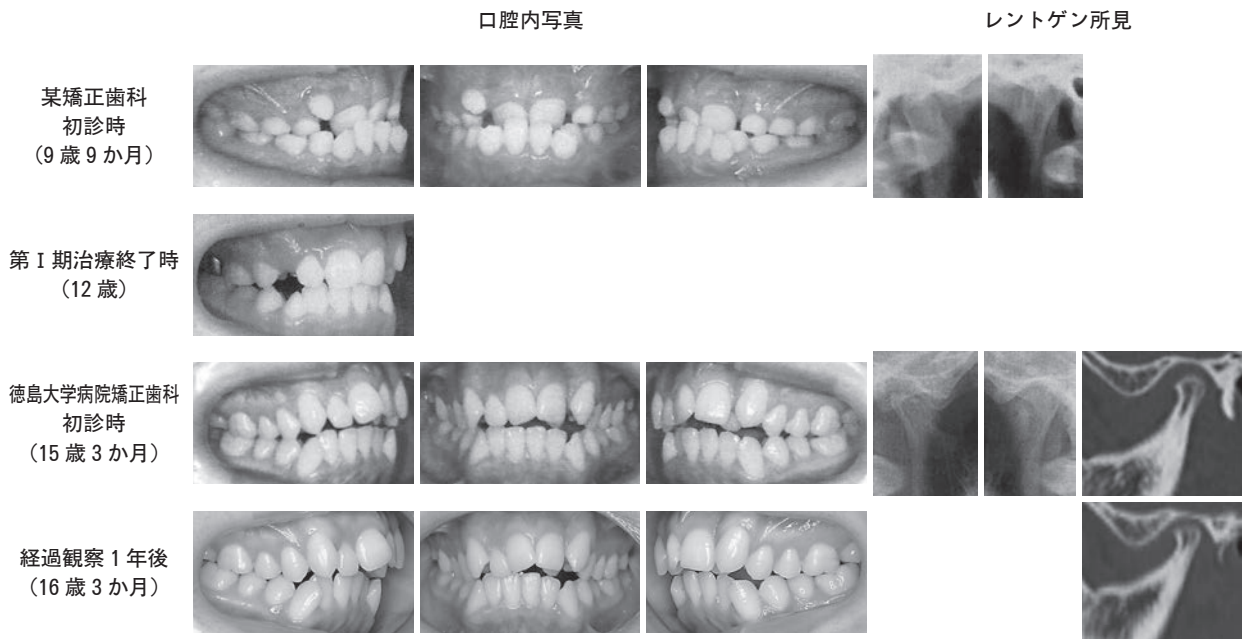 口腔内写真
レントゲン所見
某矯正歯科
初診時
（9 歳 9 か月）
第Ⅰ期治療終了時
（12 歳）
徳島大学病院矯正歯科
初診時
（15 歳 3 か月）
経過観察 1 年後
（16 歳 3 か月）